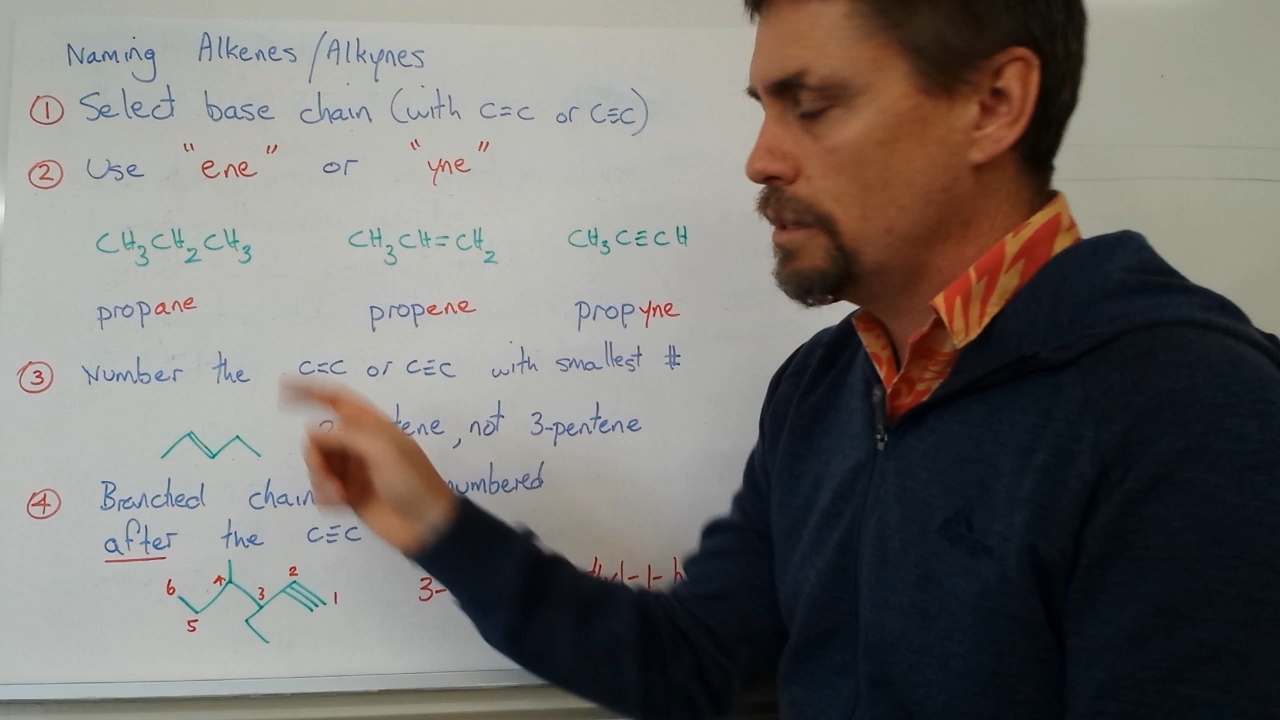 Naming Alkenes/Alkynes
① Select base chain (with C=C or C≡C)
② Use "ene" or "yne"
CH₃CH₂CH₃ CH₃CH=CH₂ CH₃C≡CH
propane propene propyne
③ Number the C=C or C≡C with smallest #
, not 3-pentene
④ Branched chain numbered
after the C≡C
6 5 4 3 2 1 3-